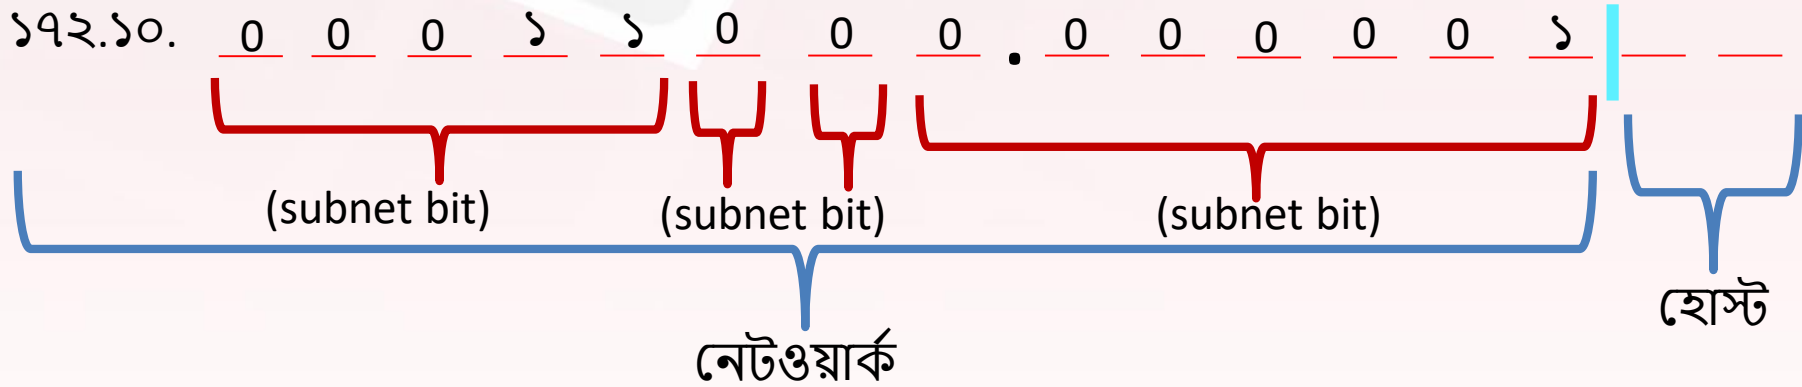 ১৭২.১০. 0 0 0 ১ ১ 0 0 0 . 0 0 0 0 0 ১
(subnet bit) (subnet bit) (subnet bit)
নেটওয়ার্ক
হোস্ট